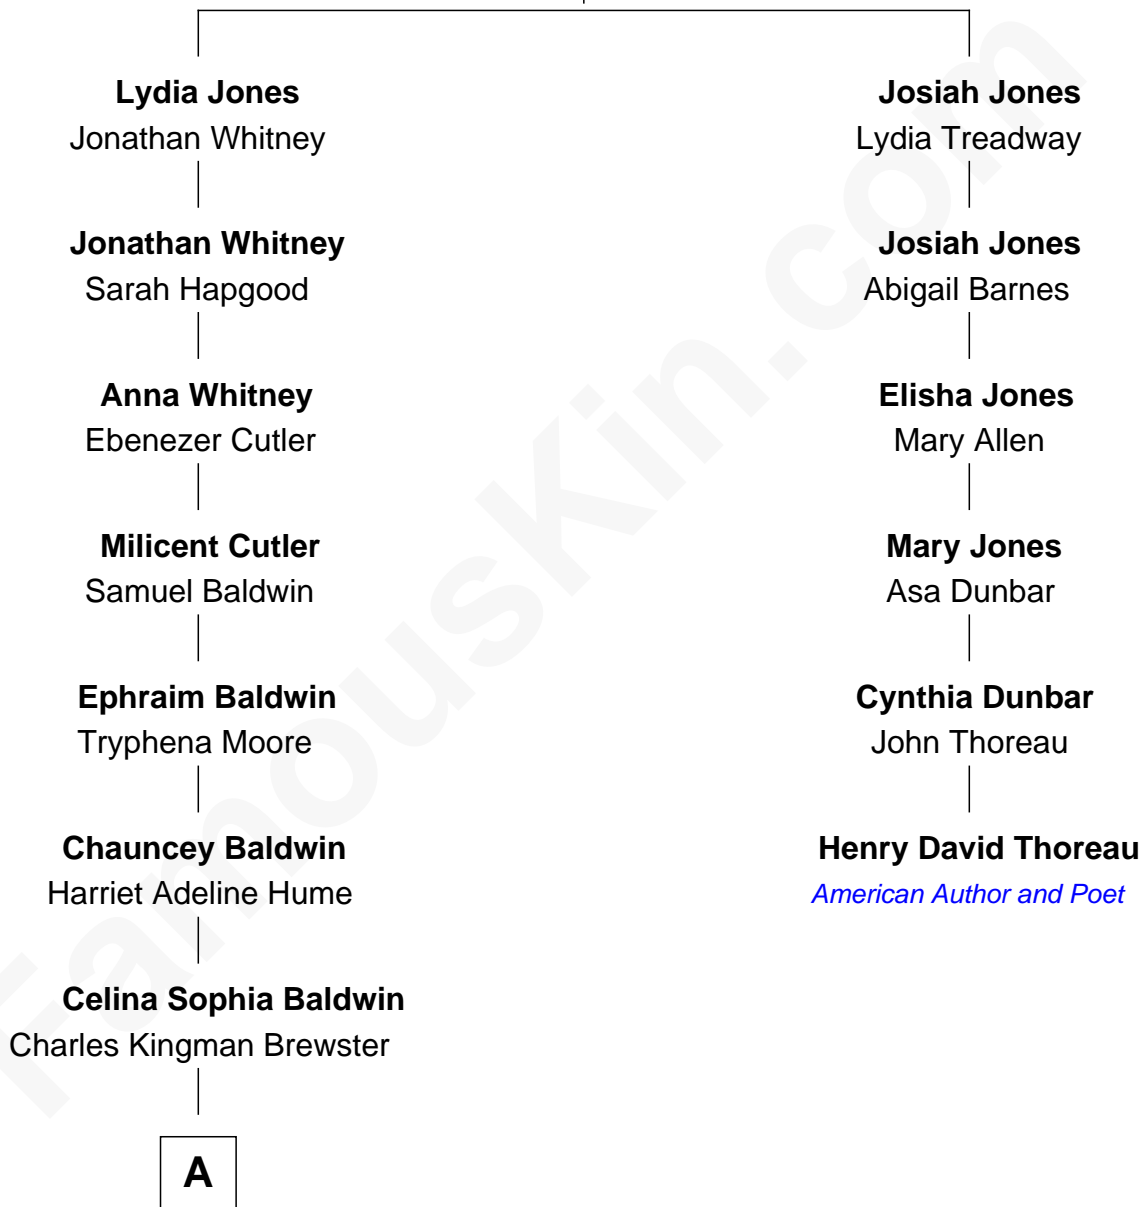 Lydia Jones
Jonathan Whitney
Jonathan Whitney
Sarah Hapgood
Anna Whitney
Ebenezer Cutler
Milicent Cutler
Samuel Baldwin
Ephraim Baldwin
Tryphena Moore
Chauncey Baldwin
Harriet Adeline Hume
Celina Sophia Baldwin
Charles Kingman Brewster
A
Josiah Jones
Lydia Treadway
Josiah Jones
Abigail Barnes
Elisha Jones
Mary Allen
Mary Jones
Asa Dunbar
Cynthia Dunbar
John Thoreau
Henry David Thoreau
American Author and Poet
FamousKin.com